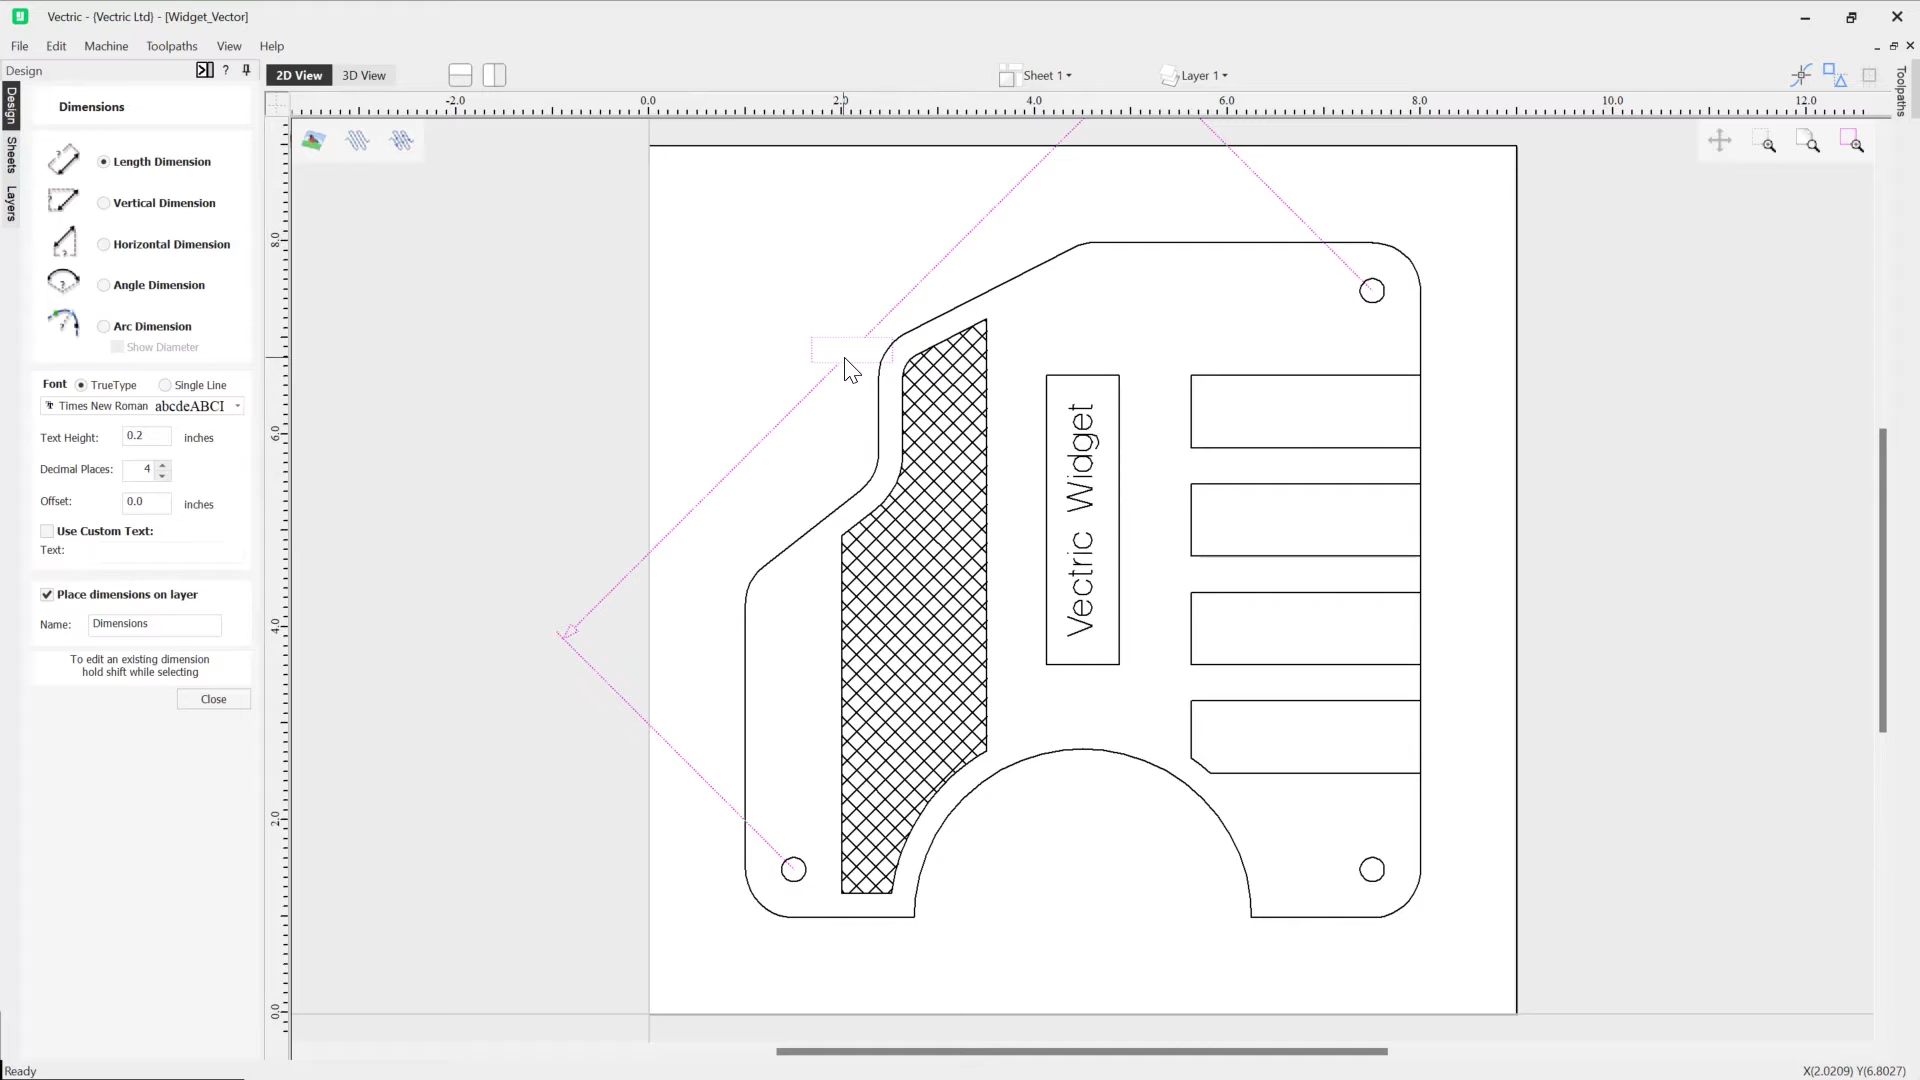 Vectric - {Vectric Ltd} - [Widget_Vector]
File Edit Machine Toolpaths View Help
Design
Design
Sheets
Layers
Dimensions
Length Dimension
Vertical Dimension
Horizontal Dimension
Angle Dimension
Arc Dimension
Show Diameter
Font TrueType Single Line
Times New Roman abcdeABCI
Text Height: 0.2 inches
Decimal Places: 4
Offset: 0.0 inches
Use Custom Text:
Text:
Place dimensions on layer
Name: Dimensions
To edit an existing dimension
hold shift while selecting
Close
2D View 3D View
Sheet 1 Layer 1
-2.0 0.0 2.0 4.0 6.0 8.0 10.0 12.0
8.0
6.0
4.0
2.0
0.0
Vectric Widget
Toolpaths
Ready
X(2.0209) Y(6.8027)